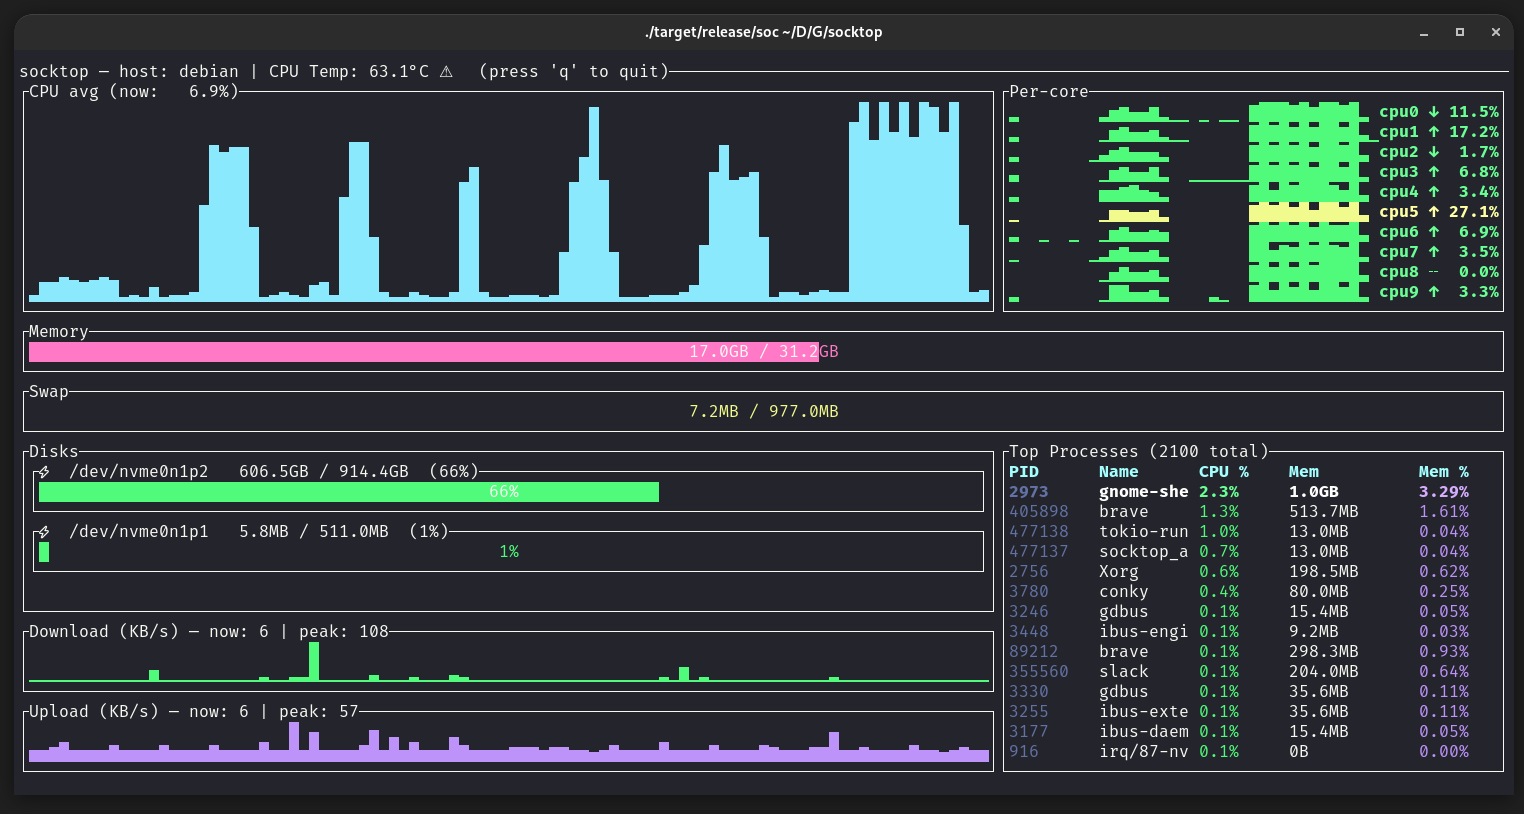 ./target/release/soc ~/D/G/socktop
socktop — host: debian | CPU Temp: 63.1°C ⚠ (press 'q' to quit)
CPU avg (now: 6.9%)
Per-core
cpu0 ↓ 11.5%
cpu1 ↑ 17.2%
cpu2 ↓ 1.7%
cpu3 ↑ 6.8%
cpu4 ↑ 3.4%
cpu5 ↑ 27.1%
cpu6 ↑ 6.9%
cpu7 ↑ 3.5%
cpu8 -- 0.0%
cpu9 ↑ 3.3%
Memory
17.0GB / 31.2GB
Swap
7.2MB / 977.0MB
Disks
⚡ /dev/nvme0n1p2 606.5GB / 914.4GB (66%)
66%
⚡ /dev/nvme0n1p1 5.8MB / 511.0MB (1%)
1%
Download (KB/s) — now: 6 | peak: 108
Upload (KB/s) — now: 6 | peak: 57
Top Processes (2100 total)
PID Name CPU % Mem Mem %
2973 gnome-she 2.3% 1.0GB 3.29%
405898 brave 1.3% 513.7MB 1.61%
477138 tokio-run 1.0% 13.0MB 0.04%
477137 socktop_a 0.7% 13.0MB 0.04%
2756 Xorg 0.6% 198.5MB 0.62%
3780 conky 0.4% 80.0MB 0.25%
3246 gdbus 0.1% 15.4MB 0.05%
3448 ibus-engi 0.1% 9.2MB 0.03%
89212 brave 0.1% 298.3MB 0.93%
355560 slack 0.1% 204.0MB 0.64%
3330 gdbus 0.1% 35.6MB 0.11%
3255 ibus-exte 0.1% 35.6MB 0.11%
3177 ibus-daem 0.1% 15.4MB 0.05%
916 irq/87-nv 0.1% 0B 0.00%